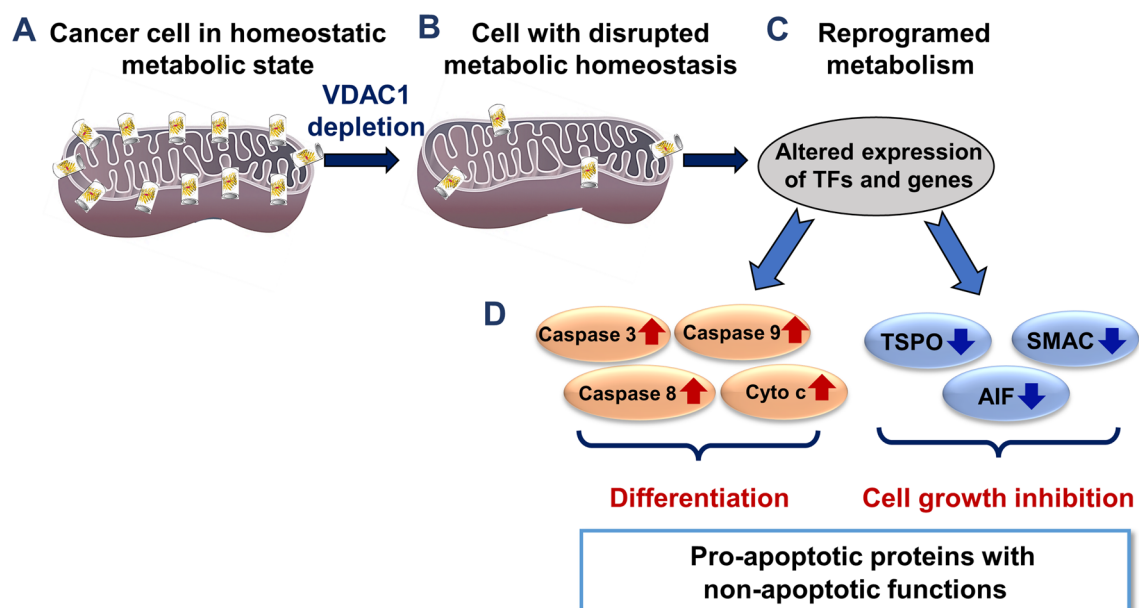 A Cancer cell in homeostatic
metabolic state
VDAC1
depletion
B Cell with disrupted
metabolic homeostasis
C Reprogramed
metabolism
Altered expression
of TFs and genes
D
Caspase 3
Caspase 9
Caspase 8
Cyto c
TSPO
SMAC
AIF
Differentiation
Cell growth inhibition
Pro-apoptotic proteins with
non-apoptotic functions